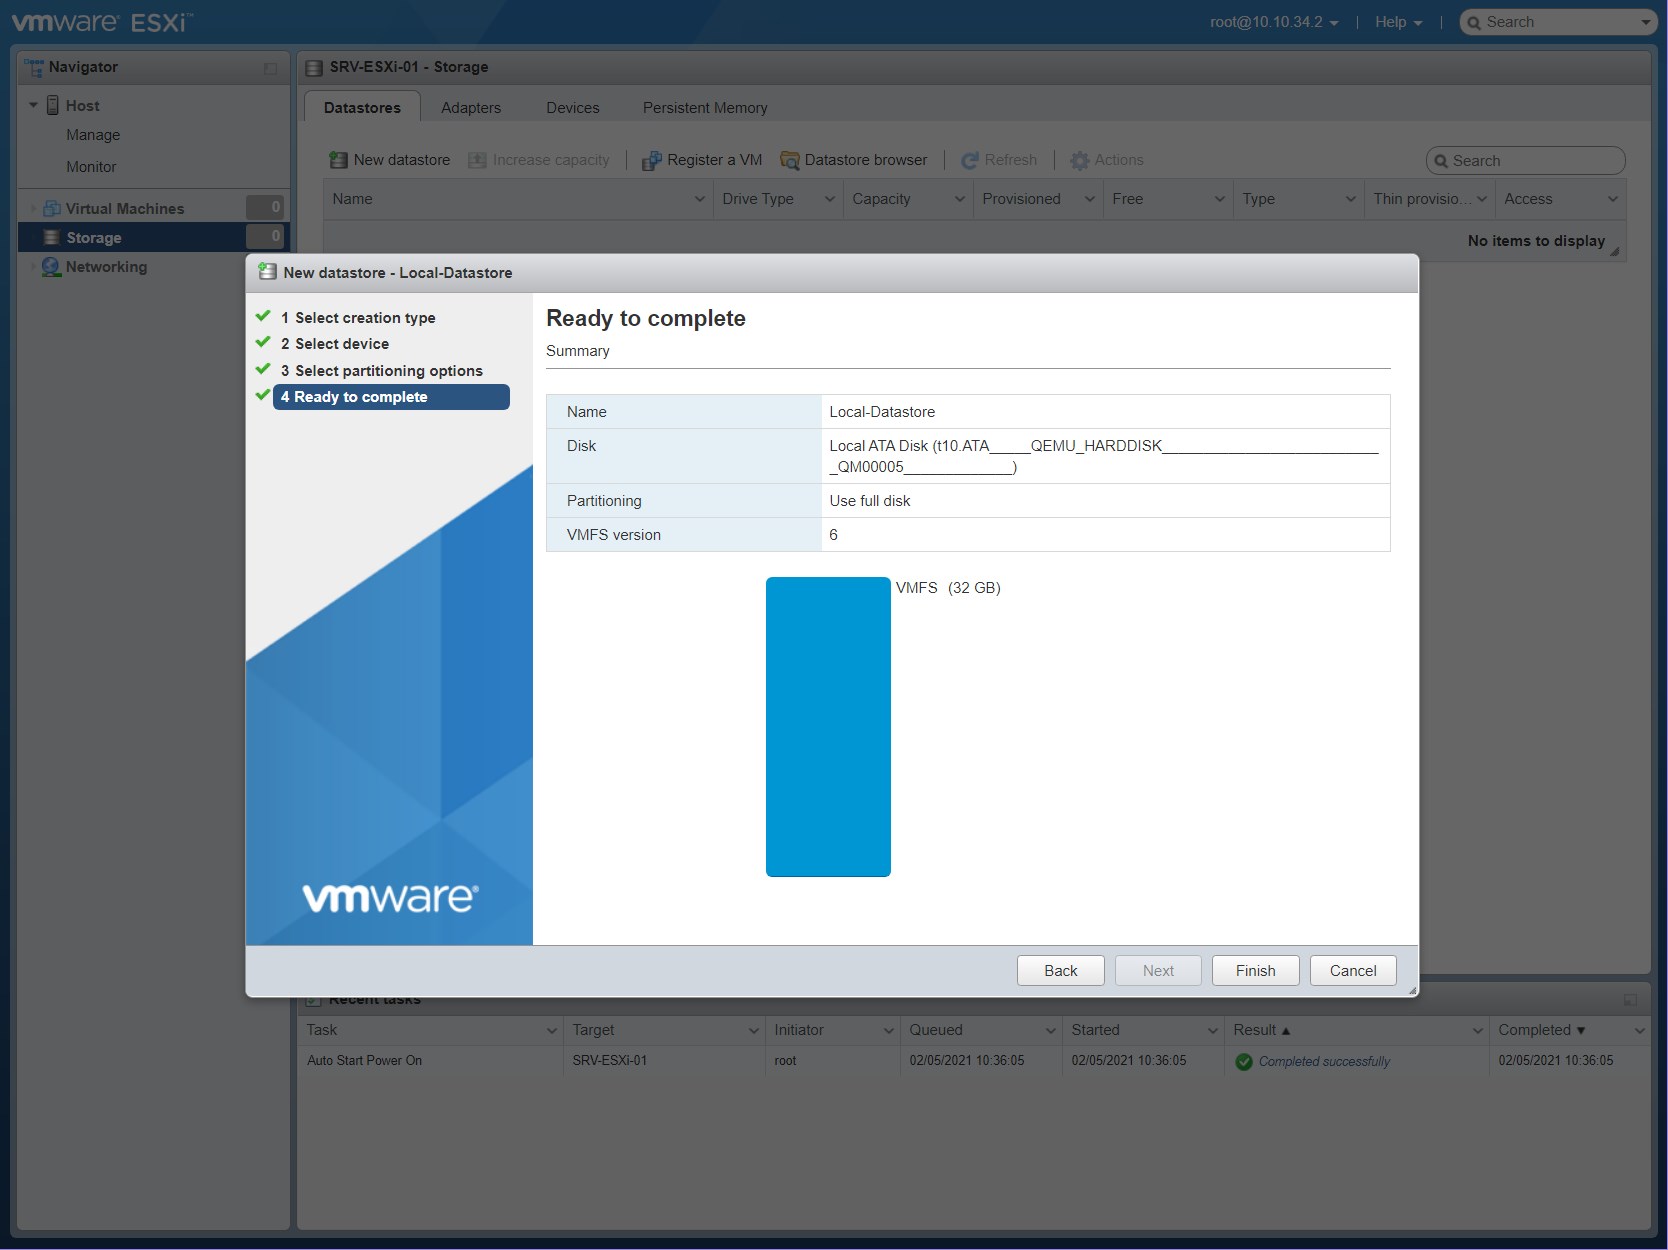 vmware ESXi™
root@10.10.34.2 | Help | Search
Navigator
Host
Manage
Monitor
Virtual Machines 0
Storage 0
Networking
SRV-ESXi-01 - Storage
Datastores Adapters Devices Persistent Memory
New datastore Increase capacity | Register a VM Datastore browser | Refresh | Actions Search
Name Drive Type Capacity Provisioned Free Type Thin provisio... Access
No items to display
New datastore - Local-Datastore
1 Select creation type
2 Select device
3 Select partitioning options
4 Ready to complete
vmware®
Ready to complete
Summary
Name Local-Datastore
Disk Local ATA Disk (t10.ATA_____QEMU_HARDDISK__________________________
_QM00005_____________)
Partitioning Use full disk
VMFS version 6
VMFS (32 GB)
Back Next Finish Cancel
Recent tasks
Task Target Initiator Queued Started Result ▲ Completed ▼
Auto Start Power On SRV-ESXi-01 root 02/05/2021 10:36:05 02/05/2021 10:36:05 Completed successfully 02/05/2021 10:36:05